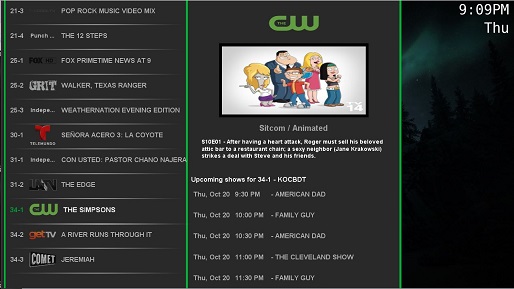 9:09PM
Thu
21-3 POP ROCK MUSIC VIDEO MIX
21-4 Punch ... THE 12 STEPS
25-1 FOX PRIMETIME NEWS AT 9
25-2 GRIT WALKER, TEXAS RANGER
25-3 Indepe... WEATHERNATION EVENING EDITION
30-1 TELEMUNDO SEÑORA ACERO 3: LA COYOTE
31-1 Indepe... CON USTED: PASTOR CHANO NAJERA
31-2 THE EDGE
34-1 CW THE SIMPSONS
34-2 getTV A RIVER RUNS THROUGH IT
34-3 COMET JEREMIAH
THE CW
14
Sitcom / Animated
S10E01 - After having a heart attack, Roger must sell his beloved
attic bar to a restaurant chain; a sexy neighbor (Jane Krakowski)
strikes a deal with Steve and his friends.
Upcoming shows for 34-1 - KOCBDT
Thu, Oct 20 9:30 PM - AMERICAN DAD
Thu, Oct 20 10:00 PM - FAMILY GUY
Thu, Oct 20 10:30 PM - AMERICAN DAD
Thu, Oct 20 11:00 PM - THE CLEVELAND SHOW
Thu, Oct 20 11:30 PM - FAMILY GUY